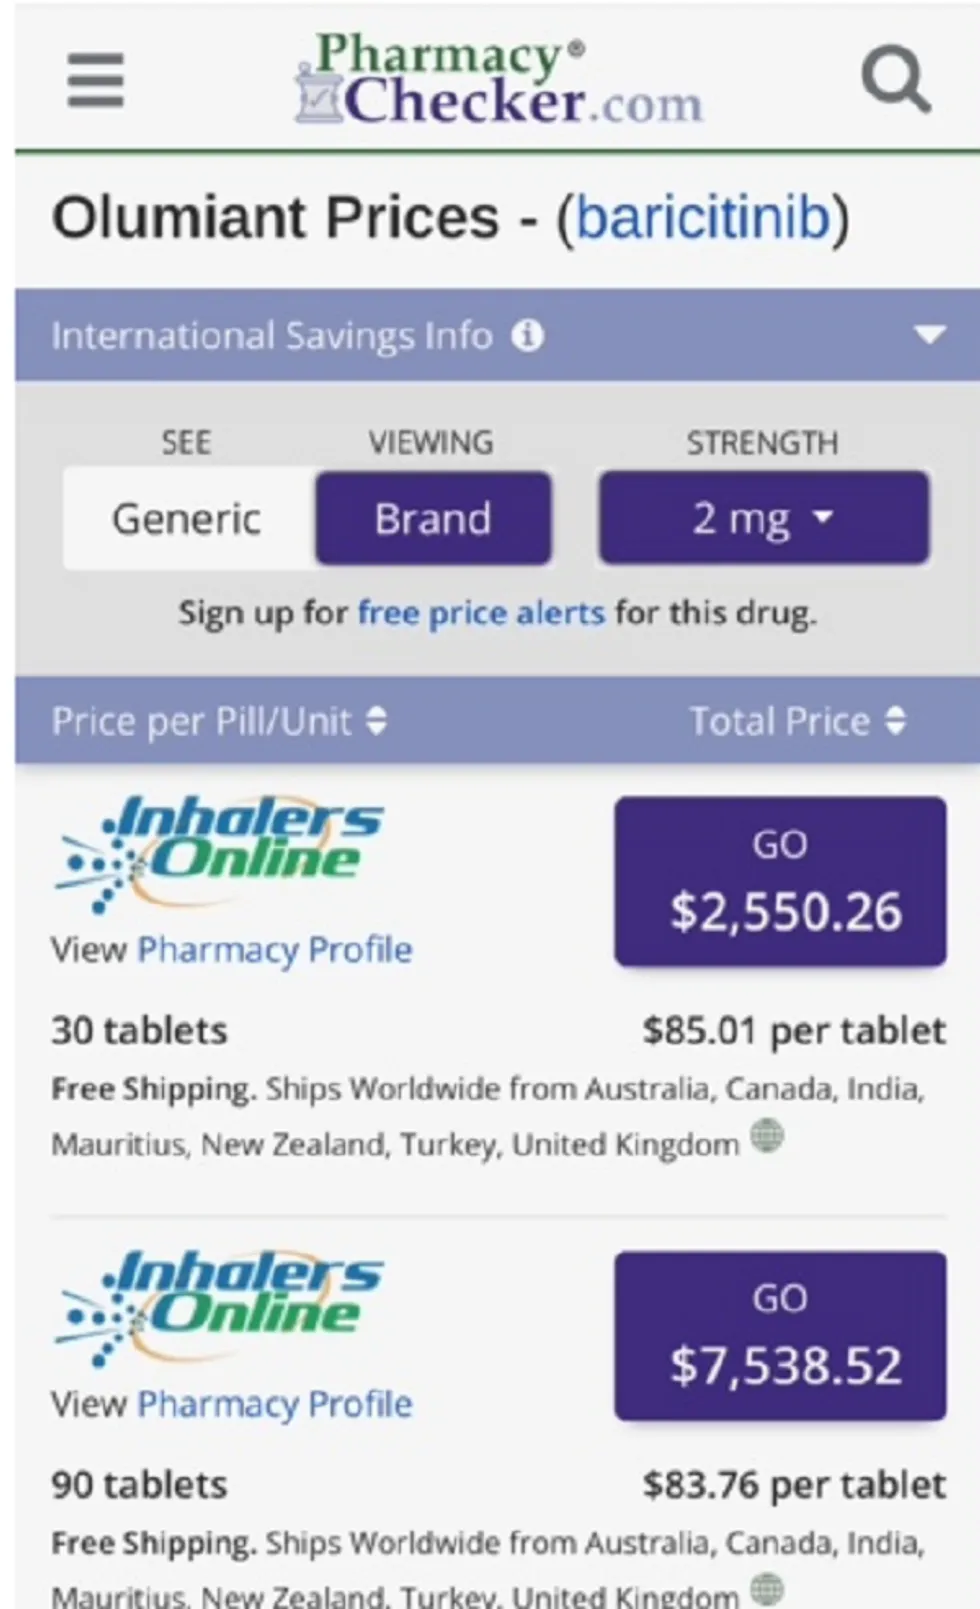 Pharmacy®
Checker.com
Olumiant Prices - (baricitinib)
International Savings Info i
SEE VIEWING STRENGTH
Generic Brand 2 mg
Sign up for free price alerts for this drug.
Price per Pill/Unit Total Price
Inhalers
Online
GO
$2,550.26
View Pharmacy Profile
30 tablets $85.01 per tablet
Free Shipping. Ships Worldwide from Australia, Canada, India,
Mauritius, New Zealand, Turkey, United Kingdom
Inhalers
Online
GO
$7,538.52
View Pharmacy Profile
90 tablets $83.76 per tablet
Free Shipping. Ships Worldwide from Australia, Canada, India,
Mauritius, New Zealand, Turkey, United Kingdom